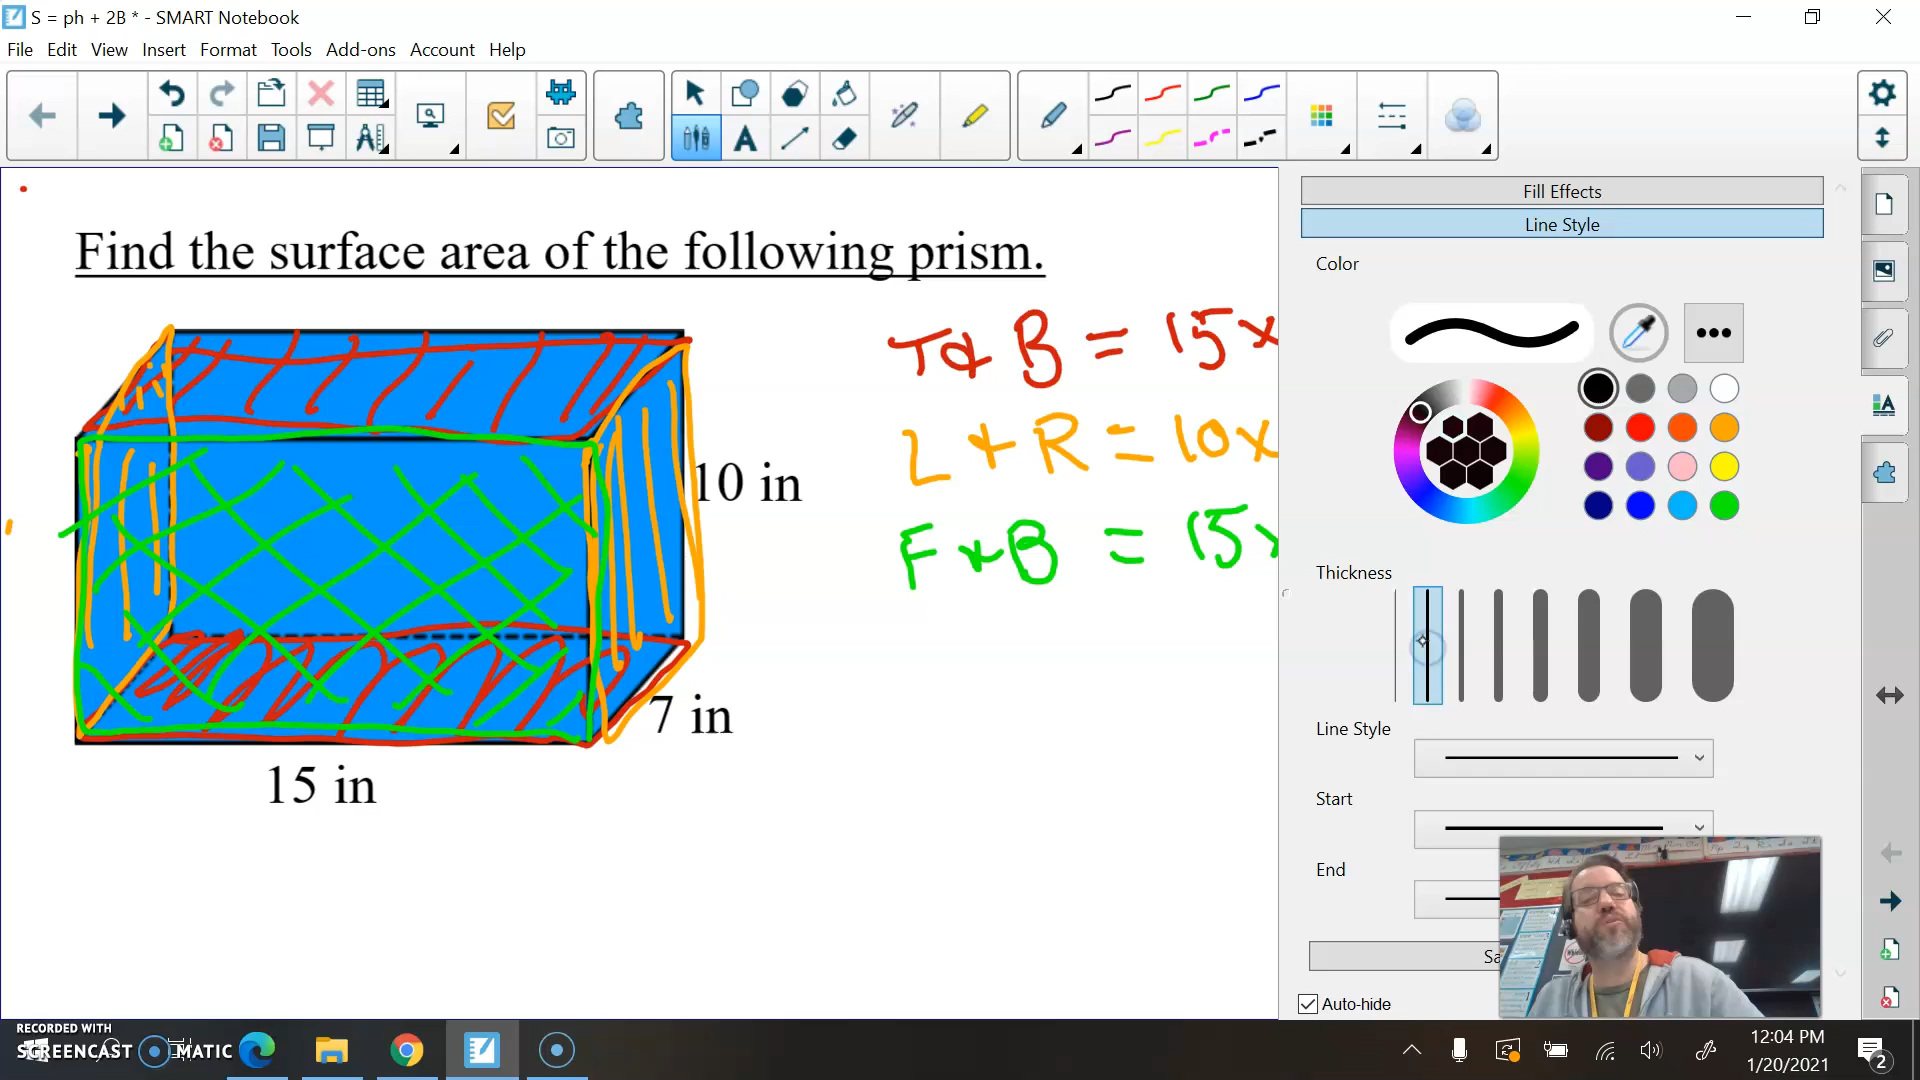 S = ph + 2B * - SMART Notebook
File Edit View Insert Format Tools Add-ons Account Help
Fill Effects
Line Style
Color
Find the surface area of the following prism.
T & B = 15x
L + R = 10x
10 in
F + B = 15x
Thickness
7 in
Line Style
15 in
Start
End
Sa
Auto-hide
RECORDED WITH
SCREENCAST MATIC
12:04 PM
1/20/2021
2